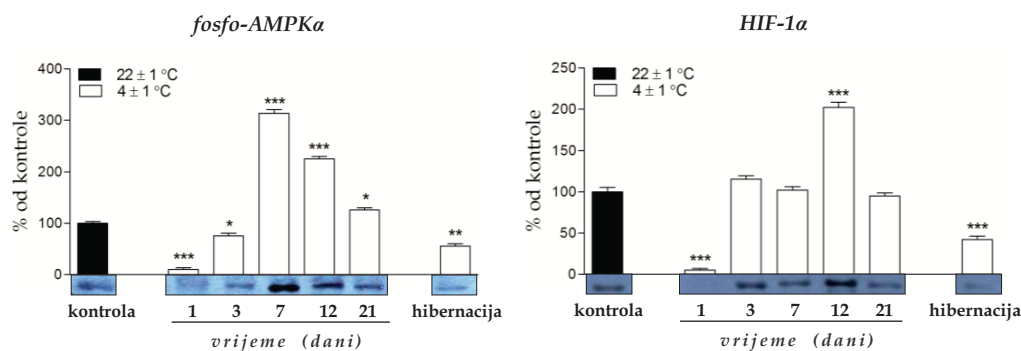 fosfo-AMPKα
% od kontrole
400
300
200
100
0
22 ± 1 °C
4 ± 1 °C
***
*
***
***
*
**
kontrola
1 3 7 12 21
hibernacija
vrijeme (dani)
HIF-1α
% od kontrole
250
200
150
100
50
0
22 ± 1 °C
4 ± 1 °C
***
***
***
kontrola
1 3 7 12 21
hibernacija
vrijeme (dani)